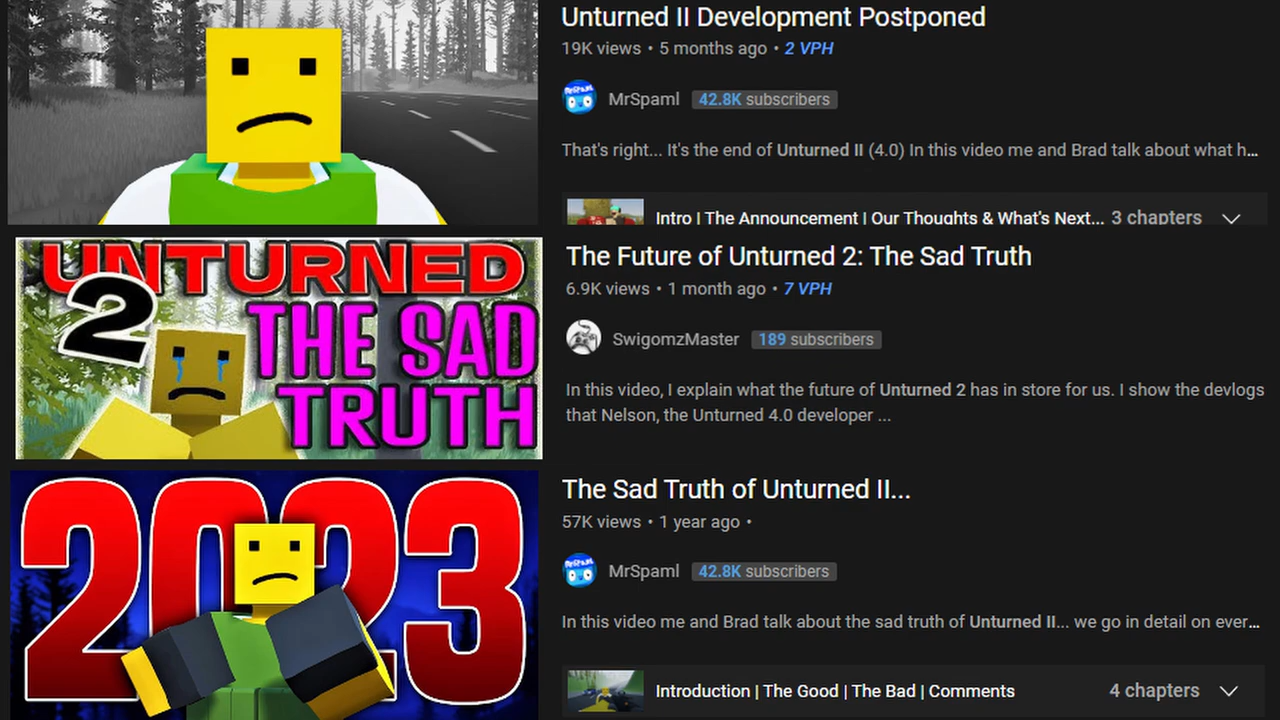 Unturned II Development Postponed
19K views • 5 months ago • 2 VPH
MrSpaml 42.8K subscribers
That's right... It's the end of Unturned II (4.0) In this video me and Brad talk about what h...
Intro | The Announcement | Our Thoughts & What's Next... 3 chapters
UNTURNED
2
THE SAD
TRUTH
The Future of Unturned 2: The Sad Truth
6.9K views • 1 month ago • 7 VPH
SwigomzMaster 189 subscribers
In this video, I explain what the future of Unturned 2 has in store for us. I show the devlogs
that Nelson, the Unturned 4.0 developer ...
2023
The Sad Truth of Unturned II...
57K views • 1 year ago •
MrSpaml 42.8K subscribers
In this video me and Brad talk about the sad truth of Unturned II... we go in detail on ever...
Introduction | The Good | The Bad | Comments 4 chapters